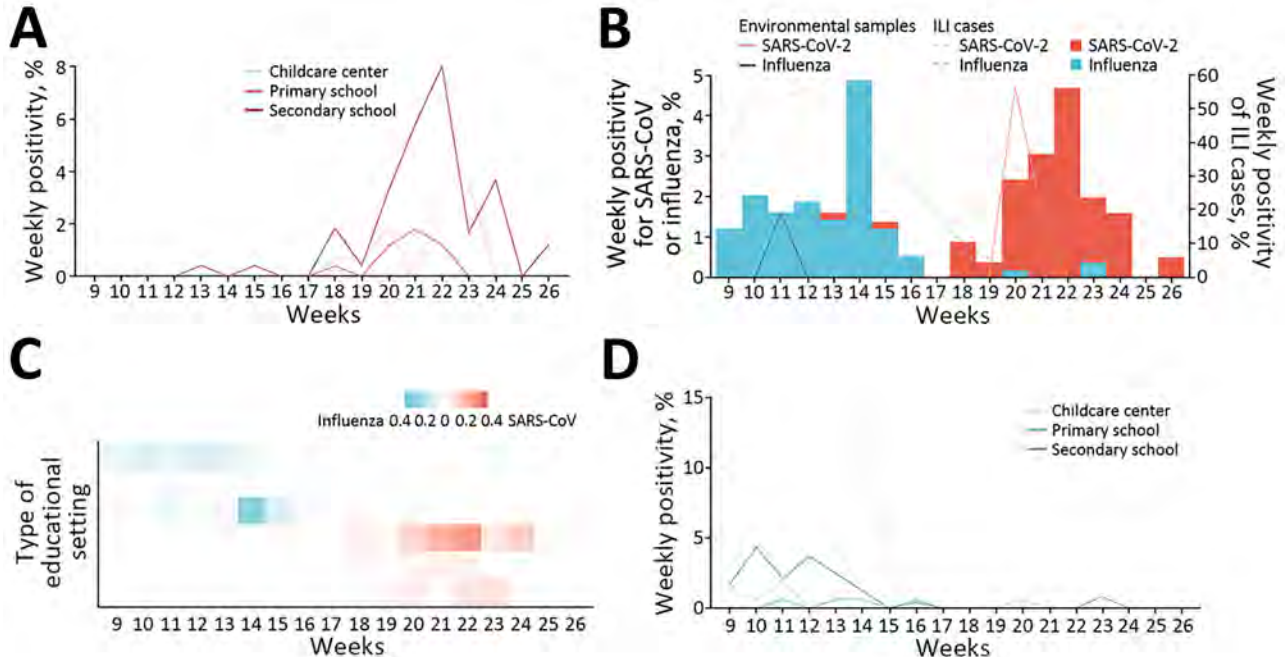 A
Weekly positivity, %
8
6
4
2
0
Childcare center
Primary school
Secondary school
9 10 11 12 13 14 15 16 17 18 19 20 21 22 23 24 25 26
Weeks
B
Environmental samples
SARS-CoV-2
Influenza
ILI cases
SARS-CoV-2
Influenza
SARS-CoV-2
Influenza
Weekly positivity
for SARS-CoV
or influenza, %
5
4
3
2
1
0
60
50
40
30
20
10
0
Weekly positivity
of ILI cases, %
9 10 11 12 13 14 15 16 17 18 19 20 21 22 23 24 25 26
Weeks
C
Influenza 0.4 0.2 0 0.2 0.4 SARS-CoV
Type of
educational
setting
9 10 11 12 13 14 15 16 17 18 19 20 21 22 23 24 25 26
Weeks
D
Weekly positivity, %
15
10
5
0
Childcare center
Primary school
Secondary school
9 10 11 12 13 14 15 16 17 18 19 20 21 22 23 24 25 26
Weeks